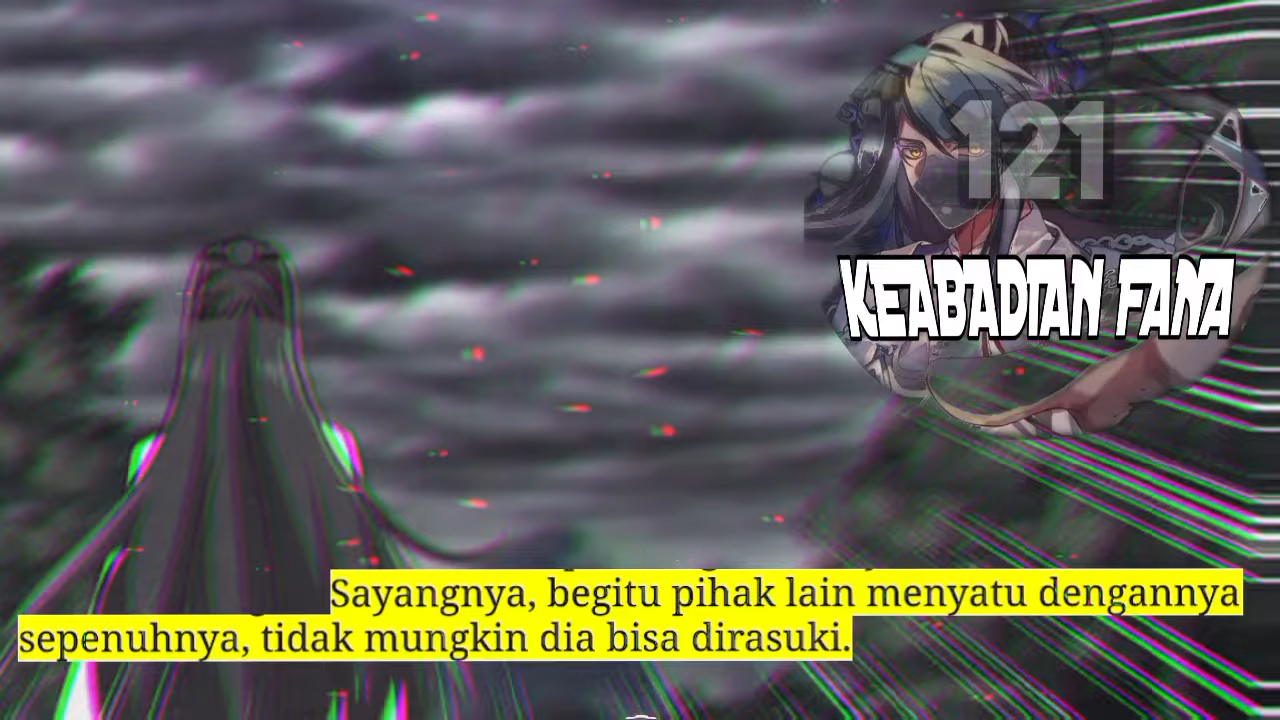 121
KEABADIAN FANA
Sayangnya, begitu pihak lain menyatu dengannya
sepenuhnya, tidak mungkin dia bisa dirasuki.